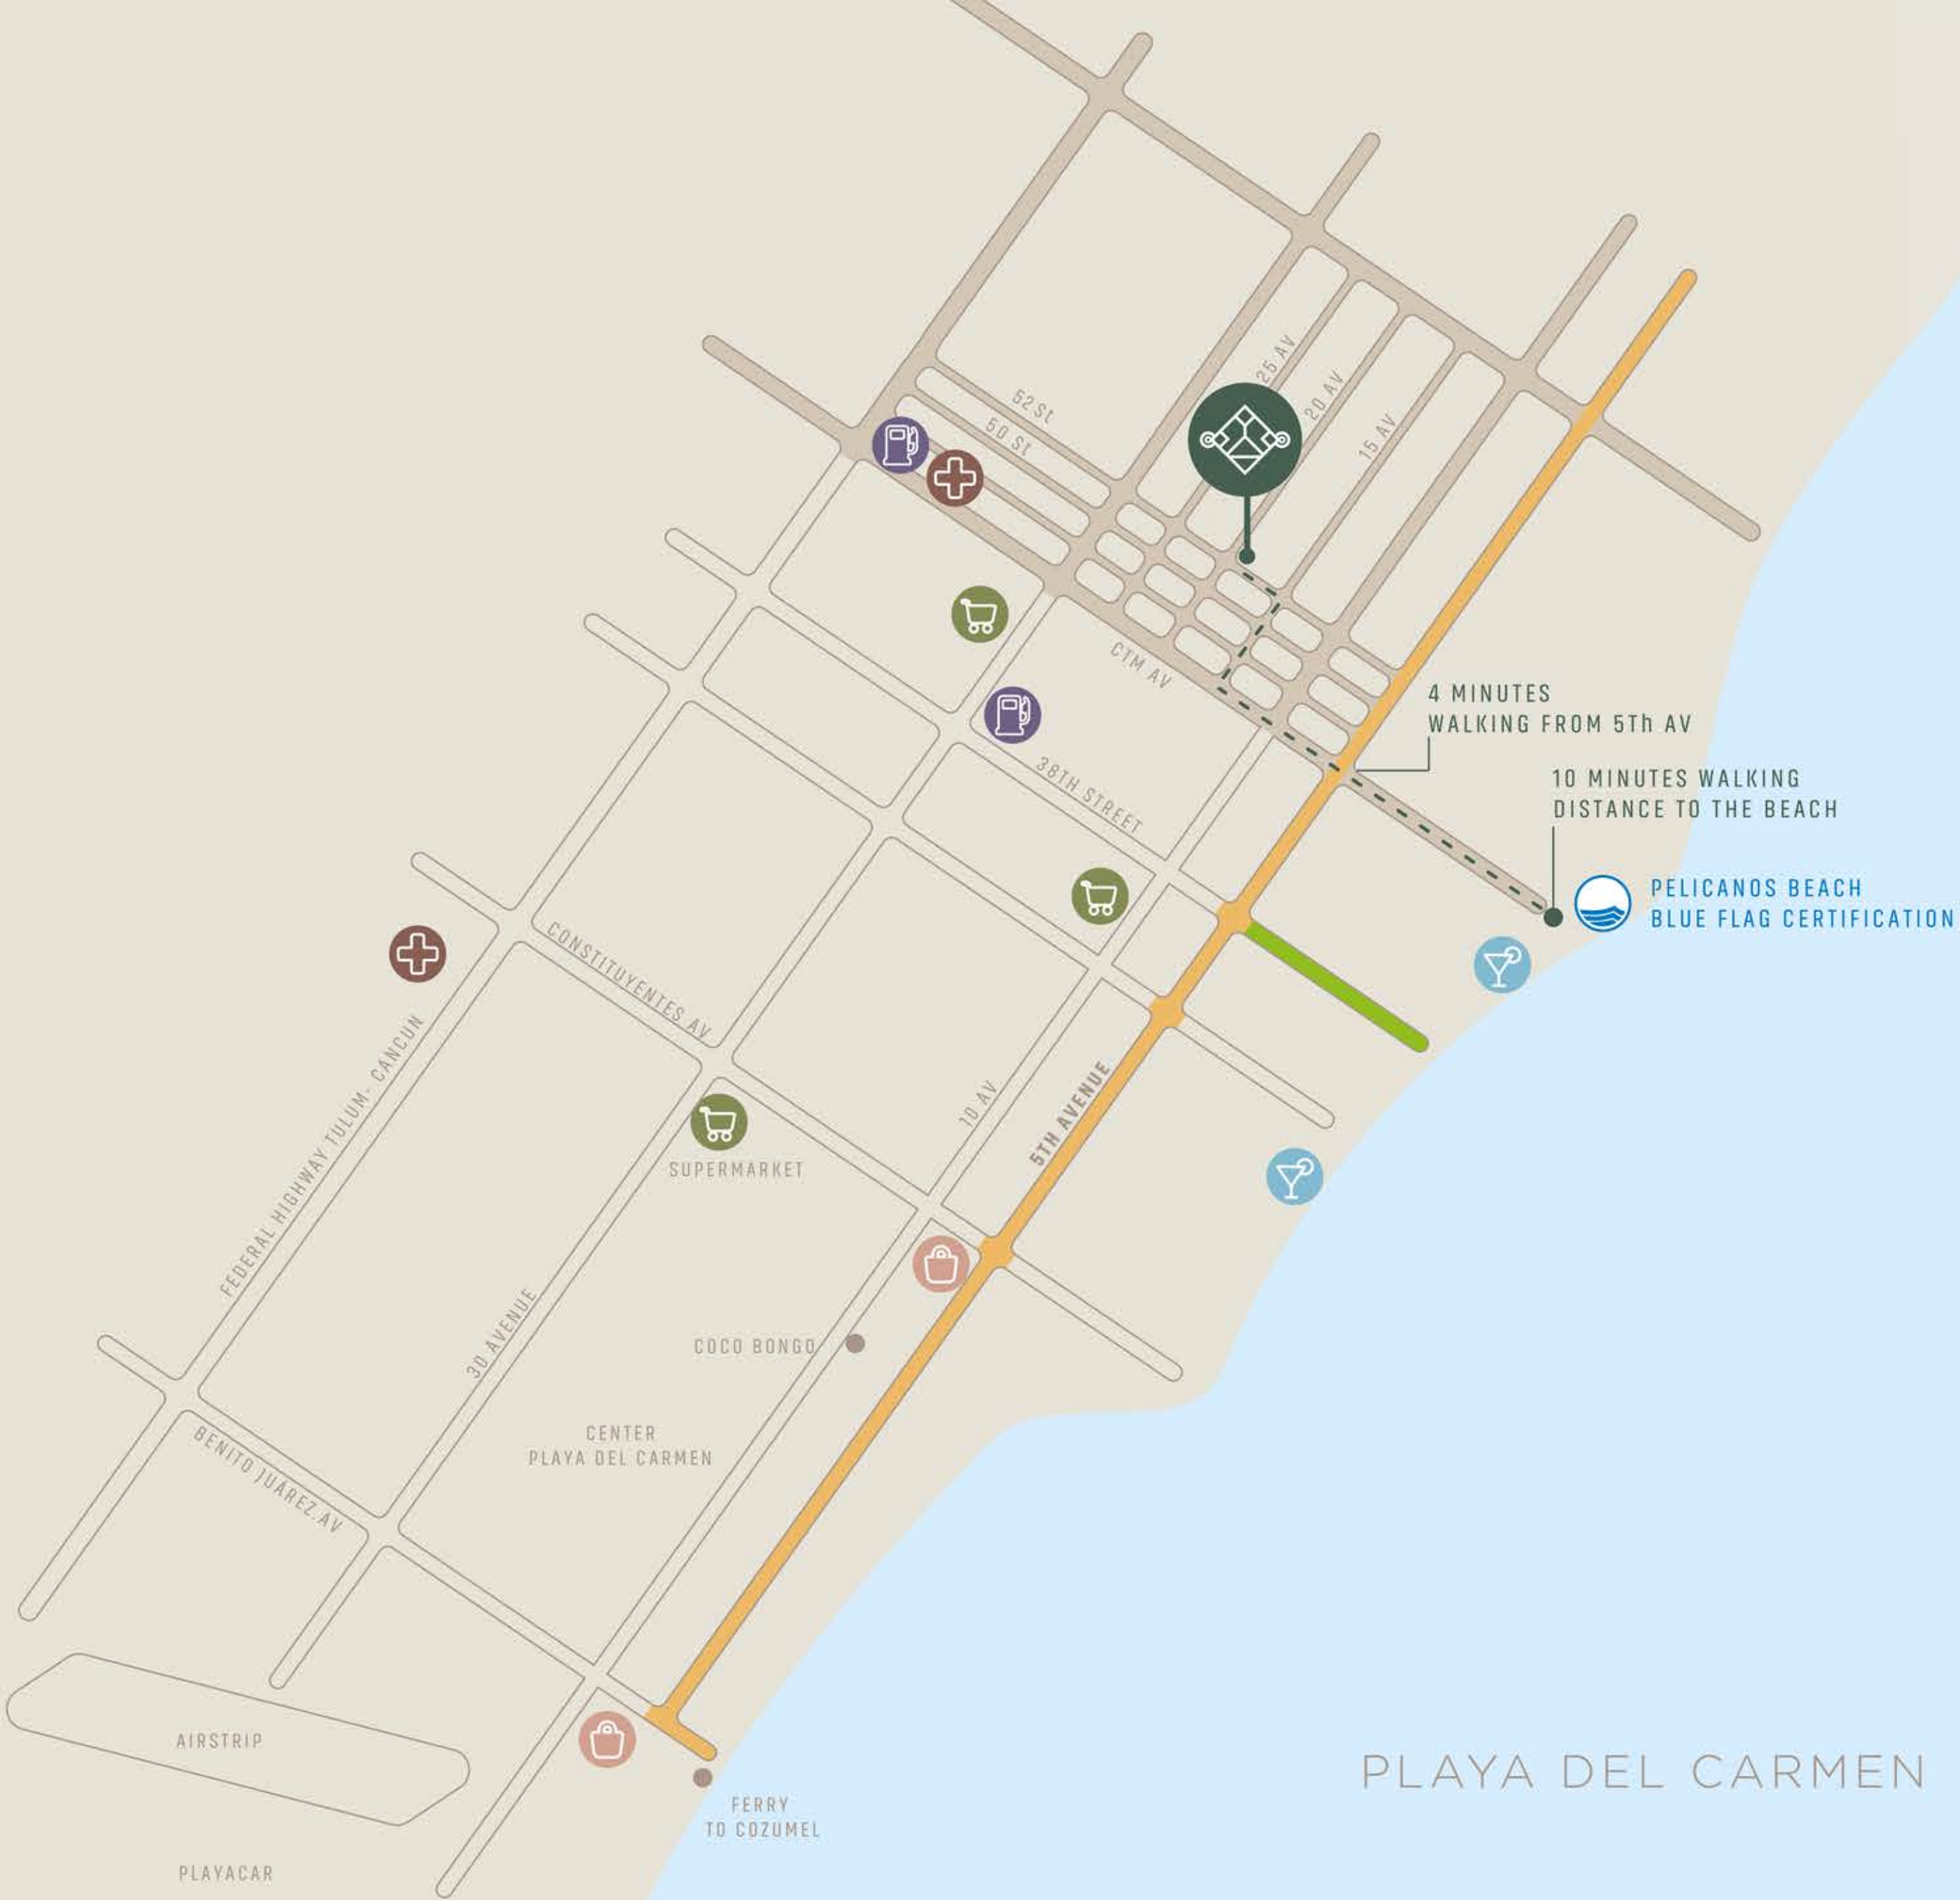 25 AV
52 St
20 AV
50 St
15 AV
CTM AV
4 MINUTES
WALKING FROM 5Th AV
38TH STREET
10 MINUTES WALKING
DISTANCE TO THE BEACH
PELICANOS BEACH
BLUE FLAG CERTIFICATION
CONSTITUYENTES AV
FEDERAL HIGHWAY TULUM- CANCUN
10 AV
5TH AVENUE
SUPERMARKET
30 AVENUE
COCO BONGO
CENTER
PLAYA DEL CARMEN
BENITO JUÁREZ.AV
AIRSTRIP
PLAYA DEL CARMEN
FERRY
TO COZUMEL
PLAYACAR